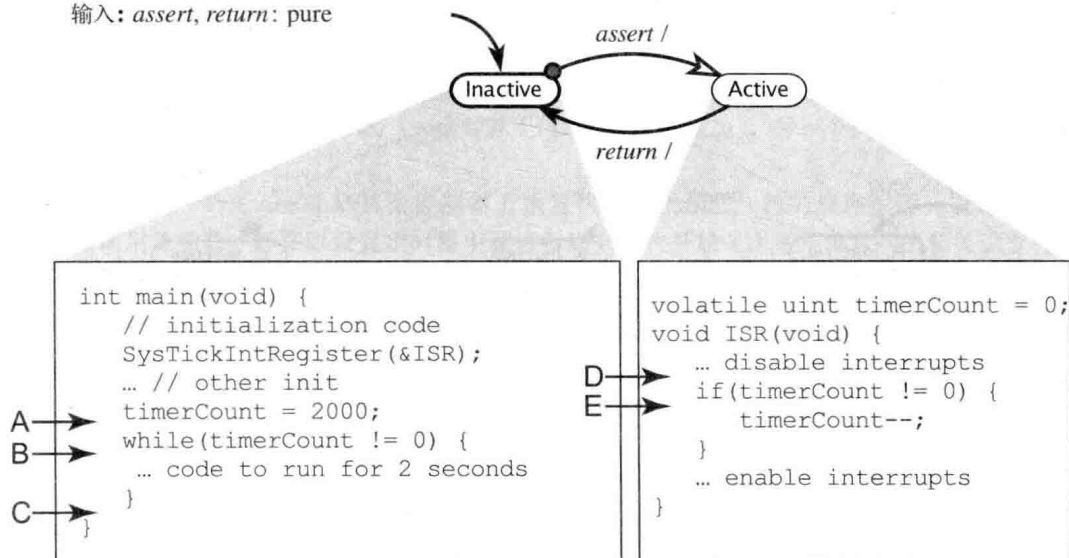 输入: assert, return: pure
assert /
Inactive
Active
return /
int main(void) {
// initialization code
SysTickIntRegister(&ISR);
… // other init
timerCount = 2000;
while(timerCount != 0) {
… code to run for 2 seconds
}
}
A
B
C
volatile uint timerCount = 0;
void ISR(void) {
… disable interrupts
if(timerCount != 0) {
timerCount--;
}
… enable interrupts
}
D
E